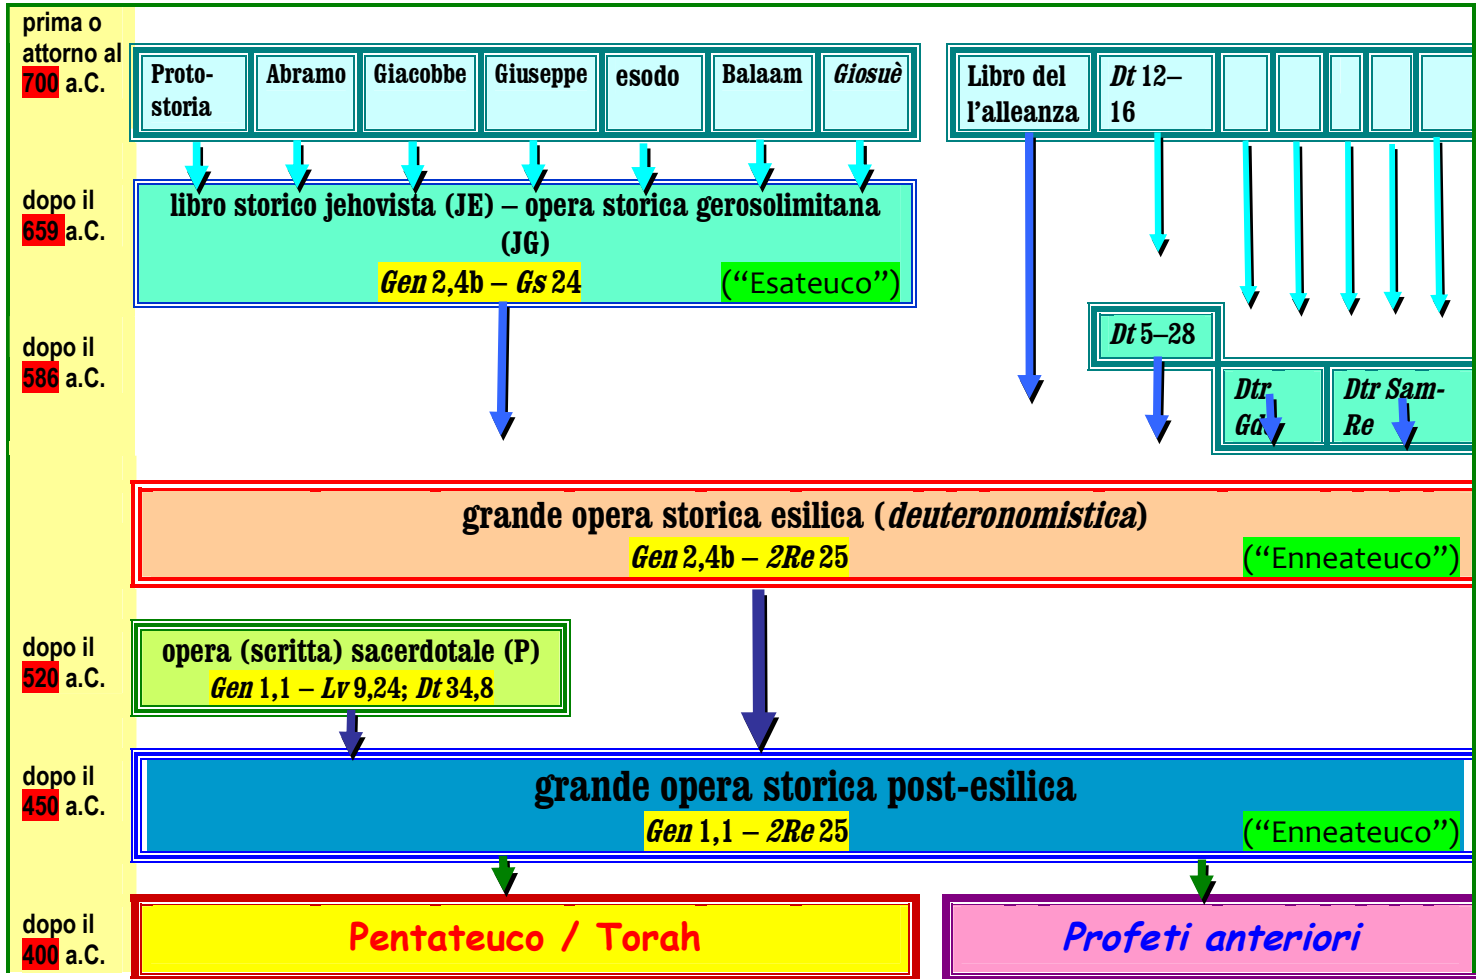 prima o
attorno al
700 a.C.
Proto-
storia
Abramo
Giacobbe
Giuseppe
esodo
Balaam
Giosuè
Libro del
l’alleanza
Dt 12–
16
dopo il
659 a.C.
libro storico jehovista (JE) – opera storica gerosolimitana
(JG)
Gen 2,4b – Gs 24
(“Esateuco”)
dopo il
586 a.C.
Dt 5–28
Dtr
Gdc
Dtr Sam-
Re
grande opera storica esilica (deuteronomistica)
Gen 2,4b – 2Re 25
(“Enneateuco”)
dopo il
520 a.C.
opera (scritta) sacerdotale (P)
Gen 1,1 – Lv 9,24; Dt 34,8
dopo il
450 a.C.
grande opera storica post-esilica
Gen 1,1 – 2Re 25
(“Enneateuco”)
dopo il
400 a.C.
Pentateuco / Torah
Profeti anteriori